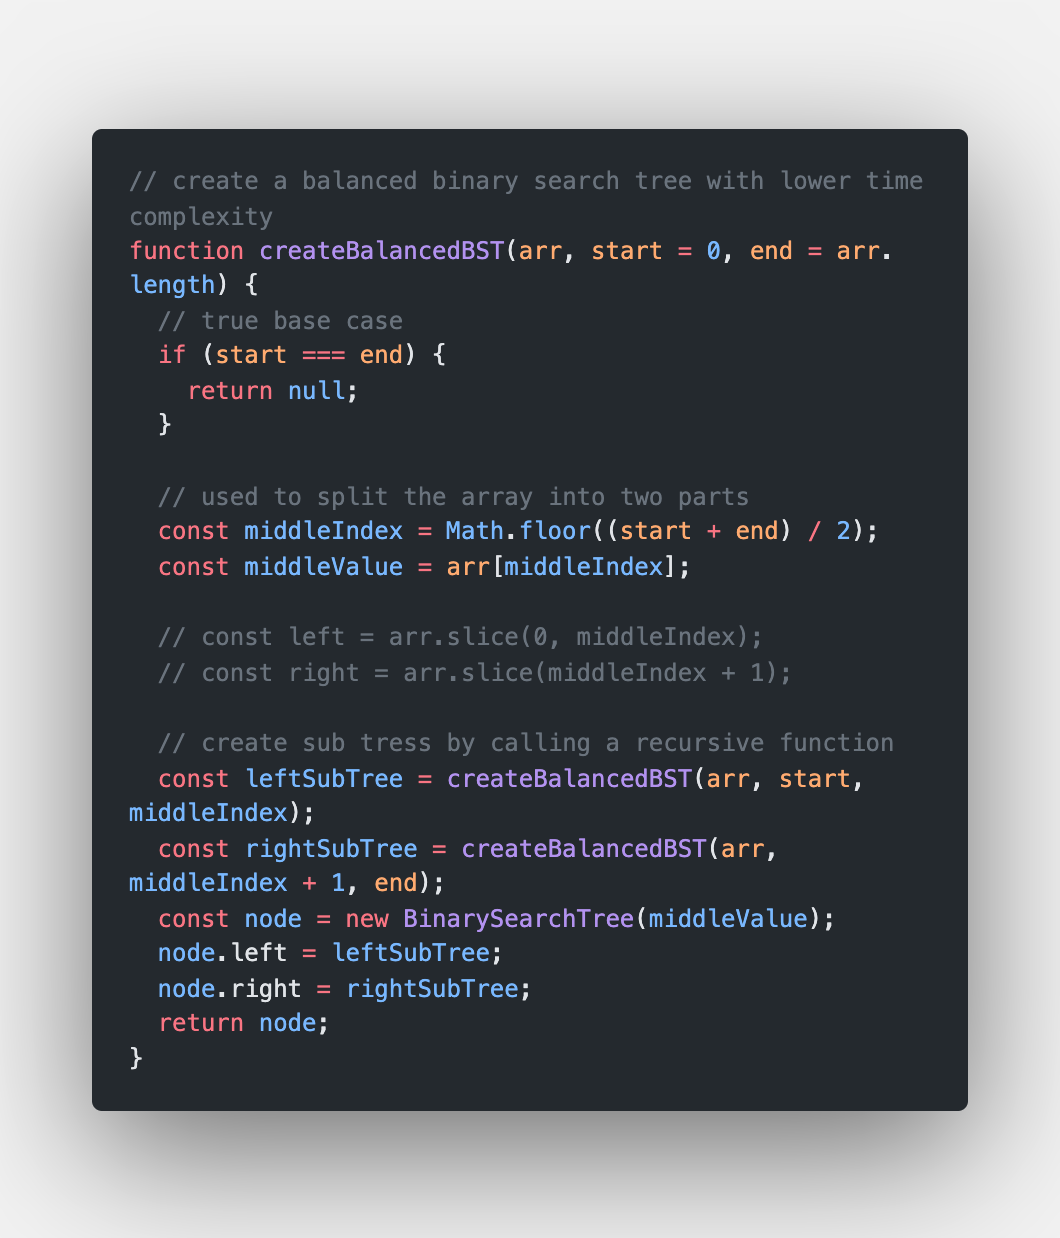 // create a balanced binary search tree with lower time
complexity
function createBalancedBST(arr, start = 0, end = arr.
length) {
  // true base case
  if (start === end) {
    return null;
  }

  // used to split the array into two parts
  const middleIndex = Math.floor((start + end) / 2);
  const middleValue = arr[middleIndex];

  // const left = arr.slice(0, middleIndex);
  // const right = arr.slice(middleIndex + 1);

  // create sub tress by calling a recursive function
  const leftSubTree = createBalancedBST(arr, start,
middleIndex);
  const rightSubTree = createBalancedBST(arr,
middleIndex + 1, end);
  const node = new BinarySearchTree(middleValue);
  node.left = leftSubTree;
  node.right = rightSubTree;
  return node;
}